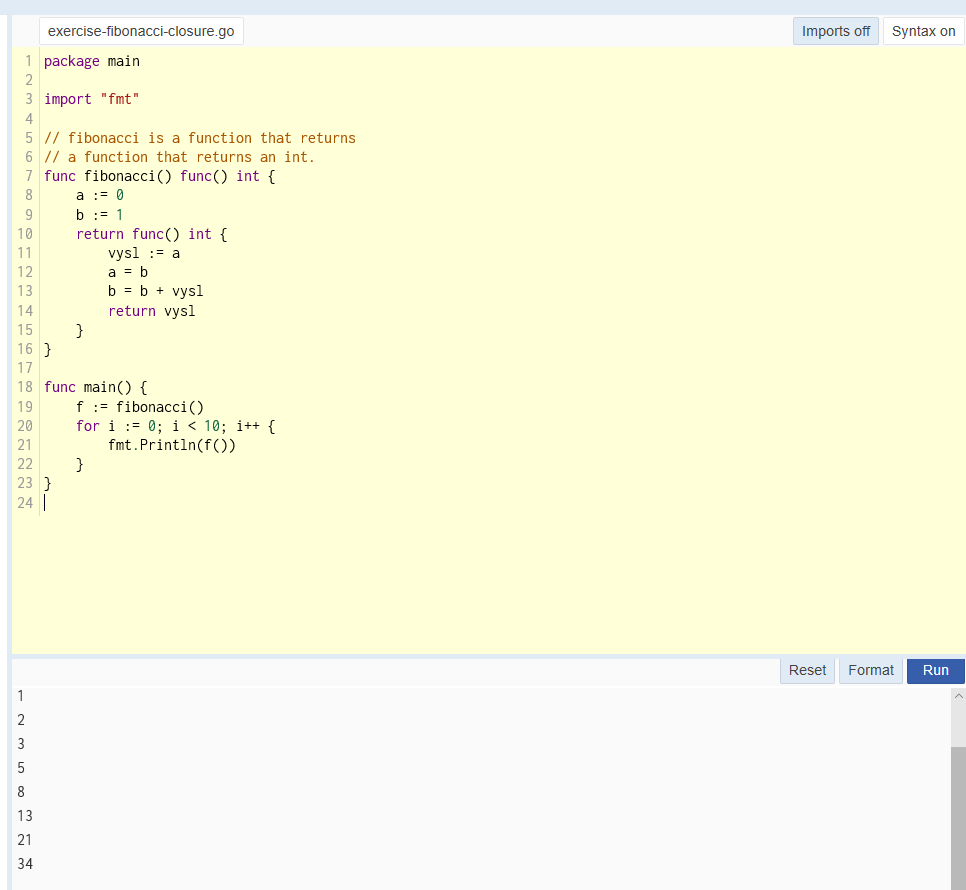 exercise-fibonacci-closure.go
Imports off
Syntax on
1 package main
2
3 import "fmt"
4
5 // fibonacci is a function that returns
6 // a function that returns an int.
7 func fibonacci() func() int {
8     a := 0
9     b := 1
10     return func() int {
11         vysl := a
12         a = b
13         b = b + vysl
14         return vysl
15     }
16 }
17
18 func main() {
19     f := fibonacci()
20     for i := 0; i < 10; i++ {
21         fmt.Println(f())
22     }
23 }
24
Reset
Format
Run
1
2
3
5
8
13
21
34